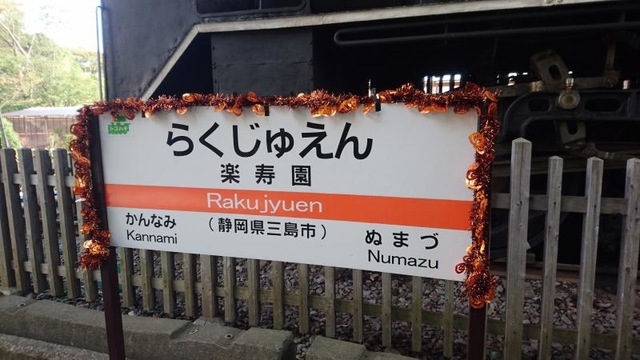 らくじゅえん
楽寿園
Rakujyuen
かんなみ
Kannami
(静岡県三島市)
ぬまづ
Numazu